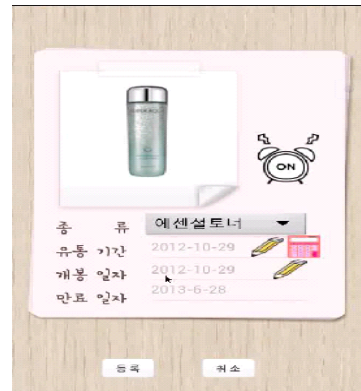 ON
종 류 에센셜토너
유통 기간 2012-10-29
개봉 일자 2012-10-29
만료 일자 2013-6-28
등록 취소